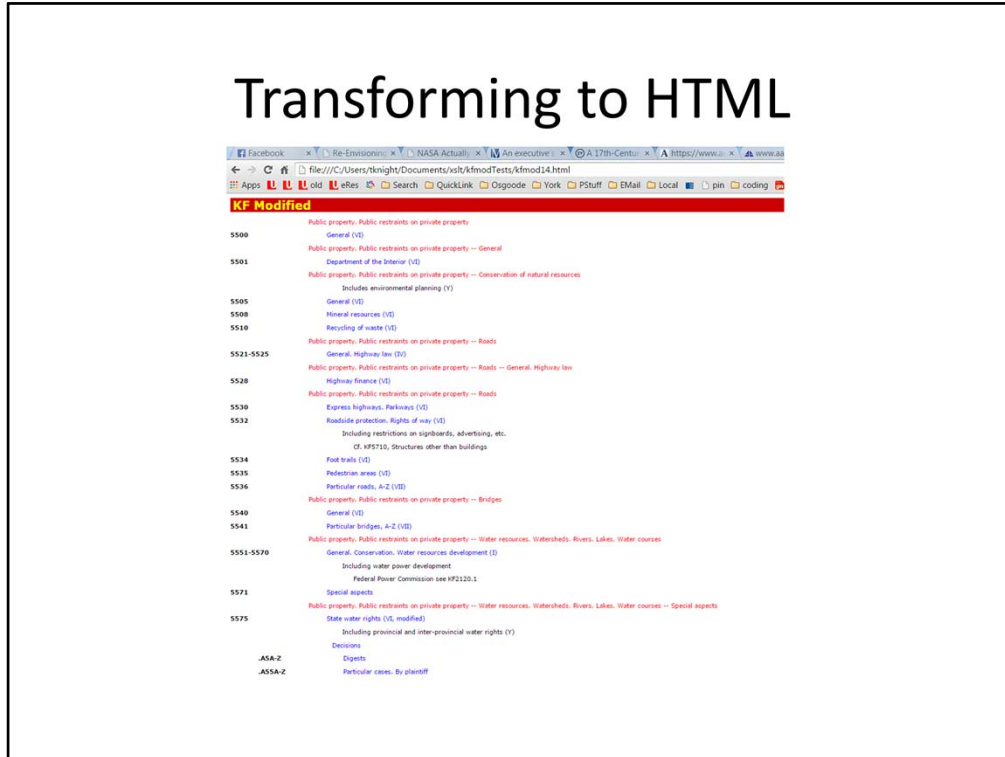 Transforming to HTML
Facebook × Re-Envisioning × NASA Actually × An executive s × A 17th-Centur × https://www.a × www.aa
file:///C:/Users/tknight/Documents/xslt/kfmodTests/kfmod14.html
Apps old eRes Search QuickLink Osgoode York PStuff EMail Local pin coding
KF Modified
Public property. Public restraints on private property
5500 General (VI)
Public property. Public restraints on private property -- General
5501 Department of the Interior (VI)
Public property. Public restraints on private property -- Conservation of natural resources
Includes environmental planning (Y)
5505 General (VI)
5508 Mineral resources (VI)
5510 Recycling of waste (VI)
Public property. Public restraints on private property -- Roads
5521-5525 General. Highway law (IV)
Public property. Public restraints on private property -- Roads -- General. Highway law
5528 Highway finance (VI)
Public property. Public restraints on private property -- Roads
5530 Express highways. Parkways (VI)
5532 Roadside protection. Rights of way (VI)
Including restrictions on signboards, advertising, etc.
Cf. KF5710, Structures other than buildings
5534 Foot trails (VI)
5535 Pedestrian areas (VI)
5536 Particular roads, A-Z (VII)
Public property. Public restraints on private property -- Bridges
5540 General (VI)
5541 Particular bridges, A-Z (VII)
Public property. Public restraints on private property -- Water resources. Watersheds. Rivers. Lakes. Water courses
5551-5570 General. Conservation. Water resources development (I)
Including water power development
Federal Power Commission see KF2120.1
5571 Special aspects
Public property. Public restraints on private property -- Water resources. Watersheds. Rivers. Lakes. Water courses -- Special aspects
5575 State water rights (VI, modified)
Including provincial and inter-provincial water rights (Y)
Decisions
.A5A-Z Digests
.A55A-Z Particular cases. By plaintiff